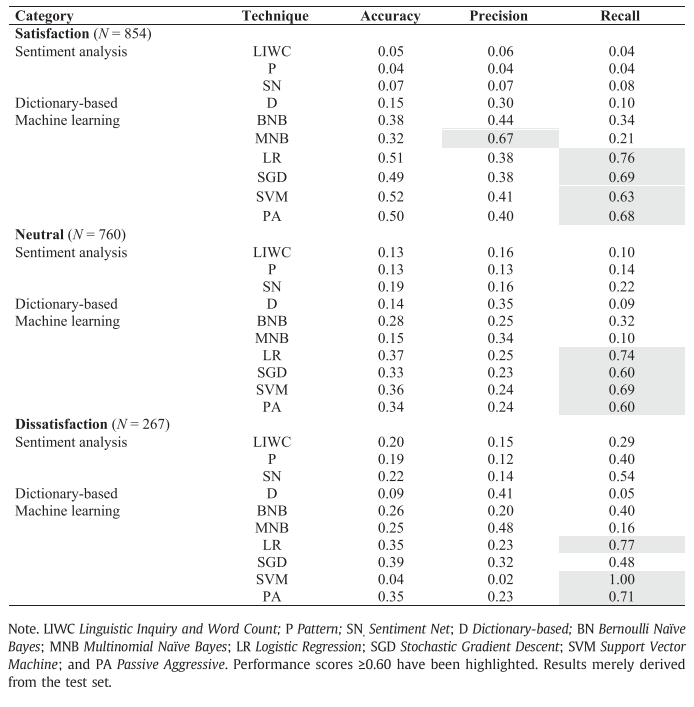 Category Technique Accuracy Precision Recall
Satisfaction (N = 854)
Sentiment analysis LIWC 0.05 0.06 0.04
P 0.04 0.04 0.04
SN 0.07 0.07 0.08
Dictionary-based D 0.15 0.30 0.10
Machine learning BNB 0.38 0.44 0.34
MNB 0.32 0.67 0.21
LR 0.51 0.38 0.76
SGD 0.49 0.38 0.69
SVM 0.52 0.41 0.63
PA 0.50 0.40 0.68
Neutral (N = 760)
Sentiment analysis LIWC 0.13 0.16 0.10
P 0.13 0.13 0.14
SN 0.19 0.16 0.22
Dictionary-based D 0.14 0.35 0.09
Machine learning BNB 0.28 0.25 0.32
MNB 0.15 0.34 0.10
LR 0.37 0.25 0.74
SGD 0.33 0.23 0.60
SVM 0.36 0.24 0.69
PA 0.34 0.24 0.60
Dissatisfaction (N = 267)
Sentiment analysis LIWC 0.20 0.15 0.29
P 0.19 0.12 0.40
SN 0.22 0.14 0.54
Dictionary-based D 0.09 0.41 0.05
Machine learning BNB 0.26 0.20 0.40
MNB 0.25 0.48 0.16
LR 0.35 0.23 0.77
SGD 0.39 0.32 0.48
SVM 0.04 0.02 1.00
PA 0.35 0.23 0.71
Note. LIWC Linguistic Inquiry and Word Count; P Pattern; SN, Sentiment Net; D Dictionary-based; BN Bernoulli Naïve
Bayes; MNB Multinomial Naïve Bayes; LR Logistic Regression; SGD Stochastic Gradient Descent; SVM Support Vector
Machine; and PA Passive Aggressive. Performance scores ≥0.60 have been highlighted. Results merely derived
from the test set.